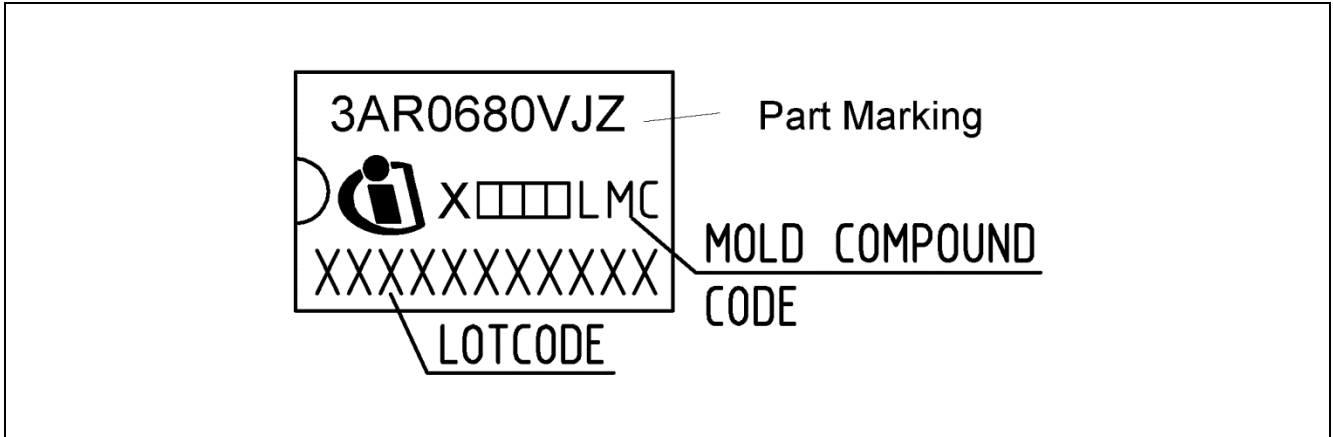 3AR0680VJZ
Part Marking
X□□□□LMC
MOLD COMPOUND
CODE
XXXXXXXXXXX
LOTCODE